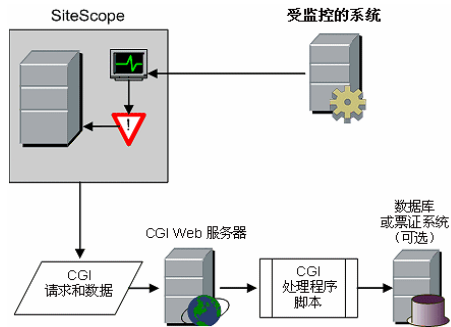 SiteScope
受监控的系统
!
CGI
请求和数据
CGI Web 服务器
CGI
处理程序
脚本
数据库
或票证系统
（可选）